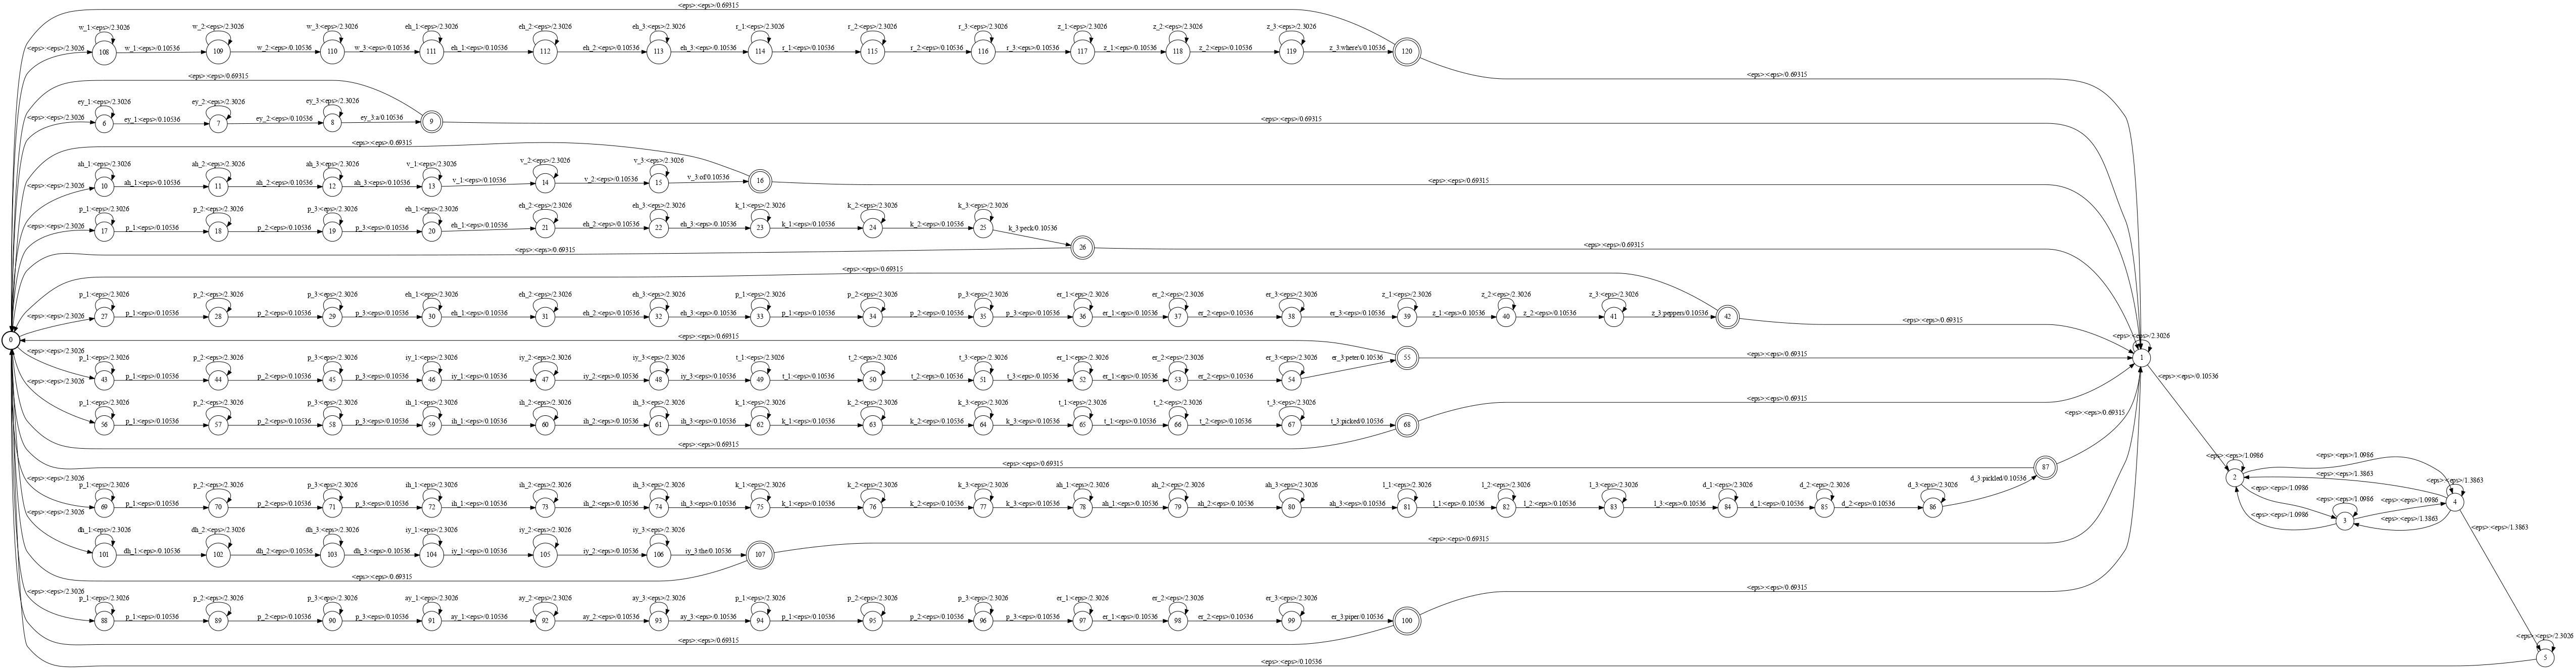 <eps>:<eps>/0.69315
w_1:<eps>/2.3026 w_2:<eps>/2.3026 w_3:<eps>/2.3026 eh_1:<eps>/2.3026 eh_2:<eps>/2.3026 eh_3:<eps>/2.3026 r_1:<eps>/2.3026 r_2:<eps>/2.3026 r_3:<eps>/2.3026 z_1:<eps>/2.3026 z_2:<eps>/2.3026 z_3:<eps>/2.3026
<eps>:<eps>/2.3026 108 w_1:<eps>/0.10536 109 w_2:<eps>/0.10536 110 w_3:<eps>/0.10536 111 eh_1:<eps>/0.10536 112 eh_2:<eps>/0.10536 113 eh_3:<eps>/0.10536 114 r_1:<eps>/0.10536 115 r_2:<eps>/0.10536 116 r_3:<eps>/0.10536 117 z_1:<eps>/0.10536 118 z_2:<eps>/0.10536 119 z_3:where's/0.10536 120
<eps>:<eps>/0.69315
<eps>:<eps>/0.69315
ey_1:<eps>/2.3026 ey_2:<eps>/2.3026 ey_3:<eps>/2.3026
<eps>:<eps>/2.3026 6 ey_1:<eps>/0.10536 7 ey_2:<eps>/0.10536 8 ey_3:a/0.10536 9 <eps>:<eps>/0.69315
<eps>:<eps>/0.69315
ah_1:<eps>/2.3026 ah_2:<eps>/2.3026 ah_3:<eps>/2.3026 v_1:<eps>/2.3026 v_2:<eps>/2.3026 v_3:<eps>/2.3026
<eps>:<eps>/2.3026 10 ah_1:<eps>/0.10536 11 ah_2:<eps>/0.10536 12 ah_3:<eps>/0.10536 13 v_1:<eps>/0.10536 14 v_2:<eps>/0.10536 15 v_3:of/0.10536 16 <eps>:<eps>/0.69315
p_1:<eps>/2.3026 p_2:<eps>/2.3026 p_3:<eps>/2.3026 eh_1:<eps>/2.3026 eh_2:<eps>/2.3026 eh_3:<eps>/2.3026 k_1:<eps>/2.3026 k_2:<eps>/2.3026 k_3:<eps>/2.3026
<eps>:<eps>/2.3026 17 p_1:<eps>/0.10536 18 p_2:<eps>/0.10536 19 p_3:<eps>/0.10536 20 eh_1:<eps>/0.10536 21 eh_2:<eps>/0.10536 22 eh_3:<eps>/0.10536 23 k_1:<eps>/0.10536 24 k_2:<eps>/0.10536 25 k_3:peck/0.10536 26 <eps>:<eps>/0.69315
<eps>:<eps>/0.69315
<eps>:<eps>/0.69315
p_1:<eps>/2.3026 p_2:<eps>/2.3026 p_3:<eps>/2.3026 eh_1:<eps>/2.3026 eh_2:<eps>/2.3026 eh_3:<eps>/2.3026 p_1:<eps>/2.3026 p_2:<eps>/2.3026 p_3:<eps>/2.3026 er_1:<eps>/2.3026 er_2:<eps>/2.3026 er_3:<eps>/2.3026 z_1:<eps>/2.3026 z_2:<eps>/2.3026 z_3:<eps>/2.3026
<eps>:<eps>/2.3026 27 p_1:<eps>/0.10536 28 p_2:<eps>/0.10536 29 p_3:<eps>/0.10536 30 eh_1:<eps>/0.10536 31 eh_2:<eps>/0.10536 32 eh_3:<eps>/0.10536 33 p_1:<eps>/0.10536 34 p_2:<eps>/0.10536 35 p_3:<eps>/0.10536 36 er_1:<eps>/0.10536 37 er_2:<eps>/0.10536 38 er_3:<eps>/0.10536 39 z_1:<eps>/0.10536 40 z_2:<eps>/0.10536 41 z_3:peppers/0.10536 42 <eps>:<eps>/0.69315
0 <eps>:<eps>/0.69315 <eps>:<eps>/2.3026
<eps>:<eps>/2.3026 p_1:<eps>/2.3026 p_2:<eps>/2.3026 p_3:<eps>/2.3026 iy_1:<eps>/2.3026 iy_2:<eps>/2.3026 iy_3:<eps>/2.3026 t_1:<eps>/2.3026 t_2:<eps>/2.3026 t_3:<eps>/2.3026 er_1:<eps>/2.3026 er_2:<eps>/2.3026 er_3:<eps>/2.3026 er_3:peter/0.10536 55 <eps>:<eps>/0.69315 1
43 p_1:<eps>/0.10536 44 p_2:<eps>/0.10536 45 p_3:<eps>/0.10536 46 iy_1:<eps>/0.10536 47 iy_2:<eps>/0.10536 48 iy_3:<eps>/0.10536 49 t_1:<eps>/0.10536 50 t_2:<eps>/0.10536 51 t_3:<eps>/0.10536 52 er_1:<eps>/0.10536 53 er_2:<eps>/0.10536 54 <eps>:<eps>/0.10536
<eps>:<eps>/2.3026 <eps>:<eps>/0.69315
p_1:<eps>/2.3026 p_2:<eps>/2.3026 p_3:<eps>/2.3026 ih_1:<eps>/2.3026 ih_2:<eps>/2.3026 ih_3:<eps>/2.3026 k_1:<eps>/2.3026 k_2:<eps>/2.3026 k_3:<eps>/2.3026 t_1:<eps>/2.3026 t_2:<eps>/2.3026 t_3:<eps>/2.3026 <eps>:<eps>/0.69315
56 p_1:<eps>/0.10536 57 p_2:<eps>/0.10536 58 p_3:<eps>/0.10536 59 ih_1:<eps>/0.10536 60 ih_2:<eps>/0.10536 61 ih_3:<eps>/0.10536 62 k_1:<eps>/0.10536 63 k_2:<eps>/0.10536 64 k_3:<eps>/0.10536 65 t_1:<eps>/0.10536 66 t_2:<eps>/0.10536 67 t_3:picked/0.10536 68
<eps>:<eps>/0.69315
<eps>:<eps>/0.69315 87
<eps>:<eps>/2.3026 p_1:<eps>/2.3026 p_2:<eps>/2.3026 p_3:<eps>/2.3026 ih_1:<eps>/2.3026 ih_2:<eps>/2.3026 ih_3:<eps>/2.3026 k_1:<eps>/2.3026 k_2:<eps>/2.3026 k_3:<eps>/2.3026 ah_1:<eps>/2.3026 ah_2:<eps>/2.3026 ah_3:<eps>/2.3026 l_1:<eps>/2.3026 l_2:<eps>/2.3026 l_3:<eps>/2.3026 d_1:<eps>/2.3026 d_2:<eps>/2.3026 d_3:<eps>/2.3026 d_3:pickled/0.10536
69 p_1:<eps>/0.10536 70 p_2:<eps>/0.10536 71 p_3:<eps>/0.10536 72 ih_1:<eps>/0.10536 73 ih_2:<eps>/0.10536 74 ih_3:<eps>/0.10536 75 k_1:<eps>/0.10536 76 k_2:<eps>/0.10536 77 k_3:<eps>/0.10536 78 ah_1:<eps>/0.10536 79 ah_2:<eps>/0.10536 80 ah_3:<eps>/0.10536 81 l_1:<eps>/0.10536 82 l_2:<eps>/0.10536 83 l_3:<eps>/0.10536 84 d_1:<eps>/0.10536 85 d_2:<eps>/0.10536 86
<eps>:<eps>/1.0986 <eps>:<eps>/1.0986
<eps>:<eps>/1.3863 <eps>:<eps>/1.3863
2 <eps>:<eps>/1.0986 <eps>:<eps>/1.0986 <eps>:<eps>/1.0986 4
<eps>:<eps>/1.0986 3 <eps>:<eps>/1.3863
<eps>:<eps>/1.3863
<eps>:<eps>/2.3026
dh_1:<eps>/2.3026 dh_2:<eps>/2.3026 dh_3:<eps>/2.3026 iy_1:<eps>/2.3026 iy_2:<eps>/2.3026 iy_3:<eps>/2.3026 <eps>:<eps>/0.69315
101 dh_1:<eps>/0.10536 102 dh_2:<eps>/0.10536 103 dh_3:<eps>/0.10536 104 iy_1:<eps>/0.10536 105 iy_2:<eps>/0.10536 106 iy_3:the/0.10536 107
<eps>:<eps>/0.69315
<eps>:<eps>/2.3026 <eps>:<eps>/0.69315
p_1:<eps>/2.3026 p_2:<eps>/2.3026 p_3:<eps>/2.3026 ay_1:<eps>/2.3026 ay_2:<eps>/2.3026 ay_3:<eps>/2.3026 p_1:<eps>/2.3026 p_2:<eps>/2.3026 p_3:<eps>/2.3026 er_1:<eps>/2.3026 er_2:<eps>/2.3026 er_3:<eps>/2.3026
88 p_1:<eps>/0.10536 89 p_2:<eps>/0.10536 90 p_3:<eps>/0.10536 91 ay_1:<eps>/0.10536 92 ay_2:<eps>/0.10536 93 ay_3:<eps>/0.10536 94 p_1:<eps>/0.10536 95 p_2:<eps>/0.10536 96 p_3:<eps>/0.10536 97 er_1:<eps>/0.10536 98 er_2:<eps>/0.10536 99 er_3:piper/0.10536 100
<eps>:<eps>/0.69315 <eps>:<eps>/2.3026
<eps>:<eps>/0.10536 5